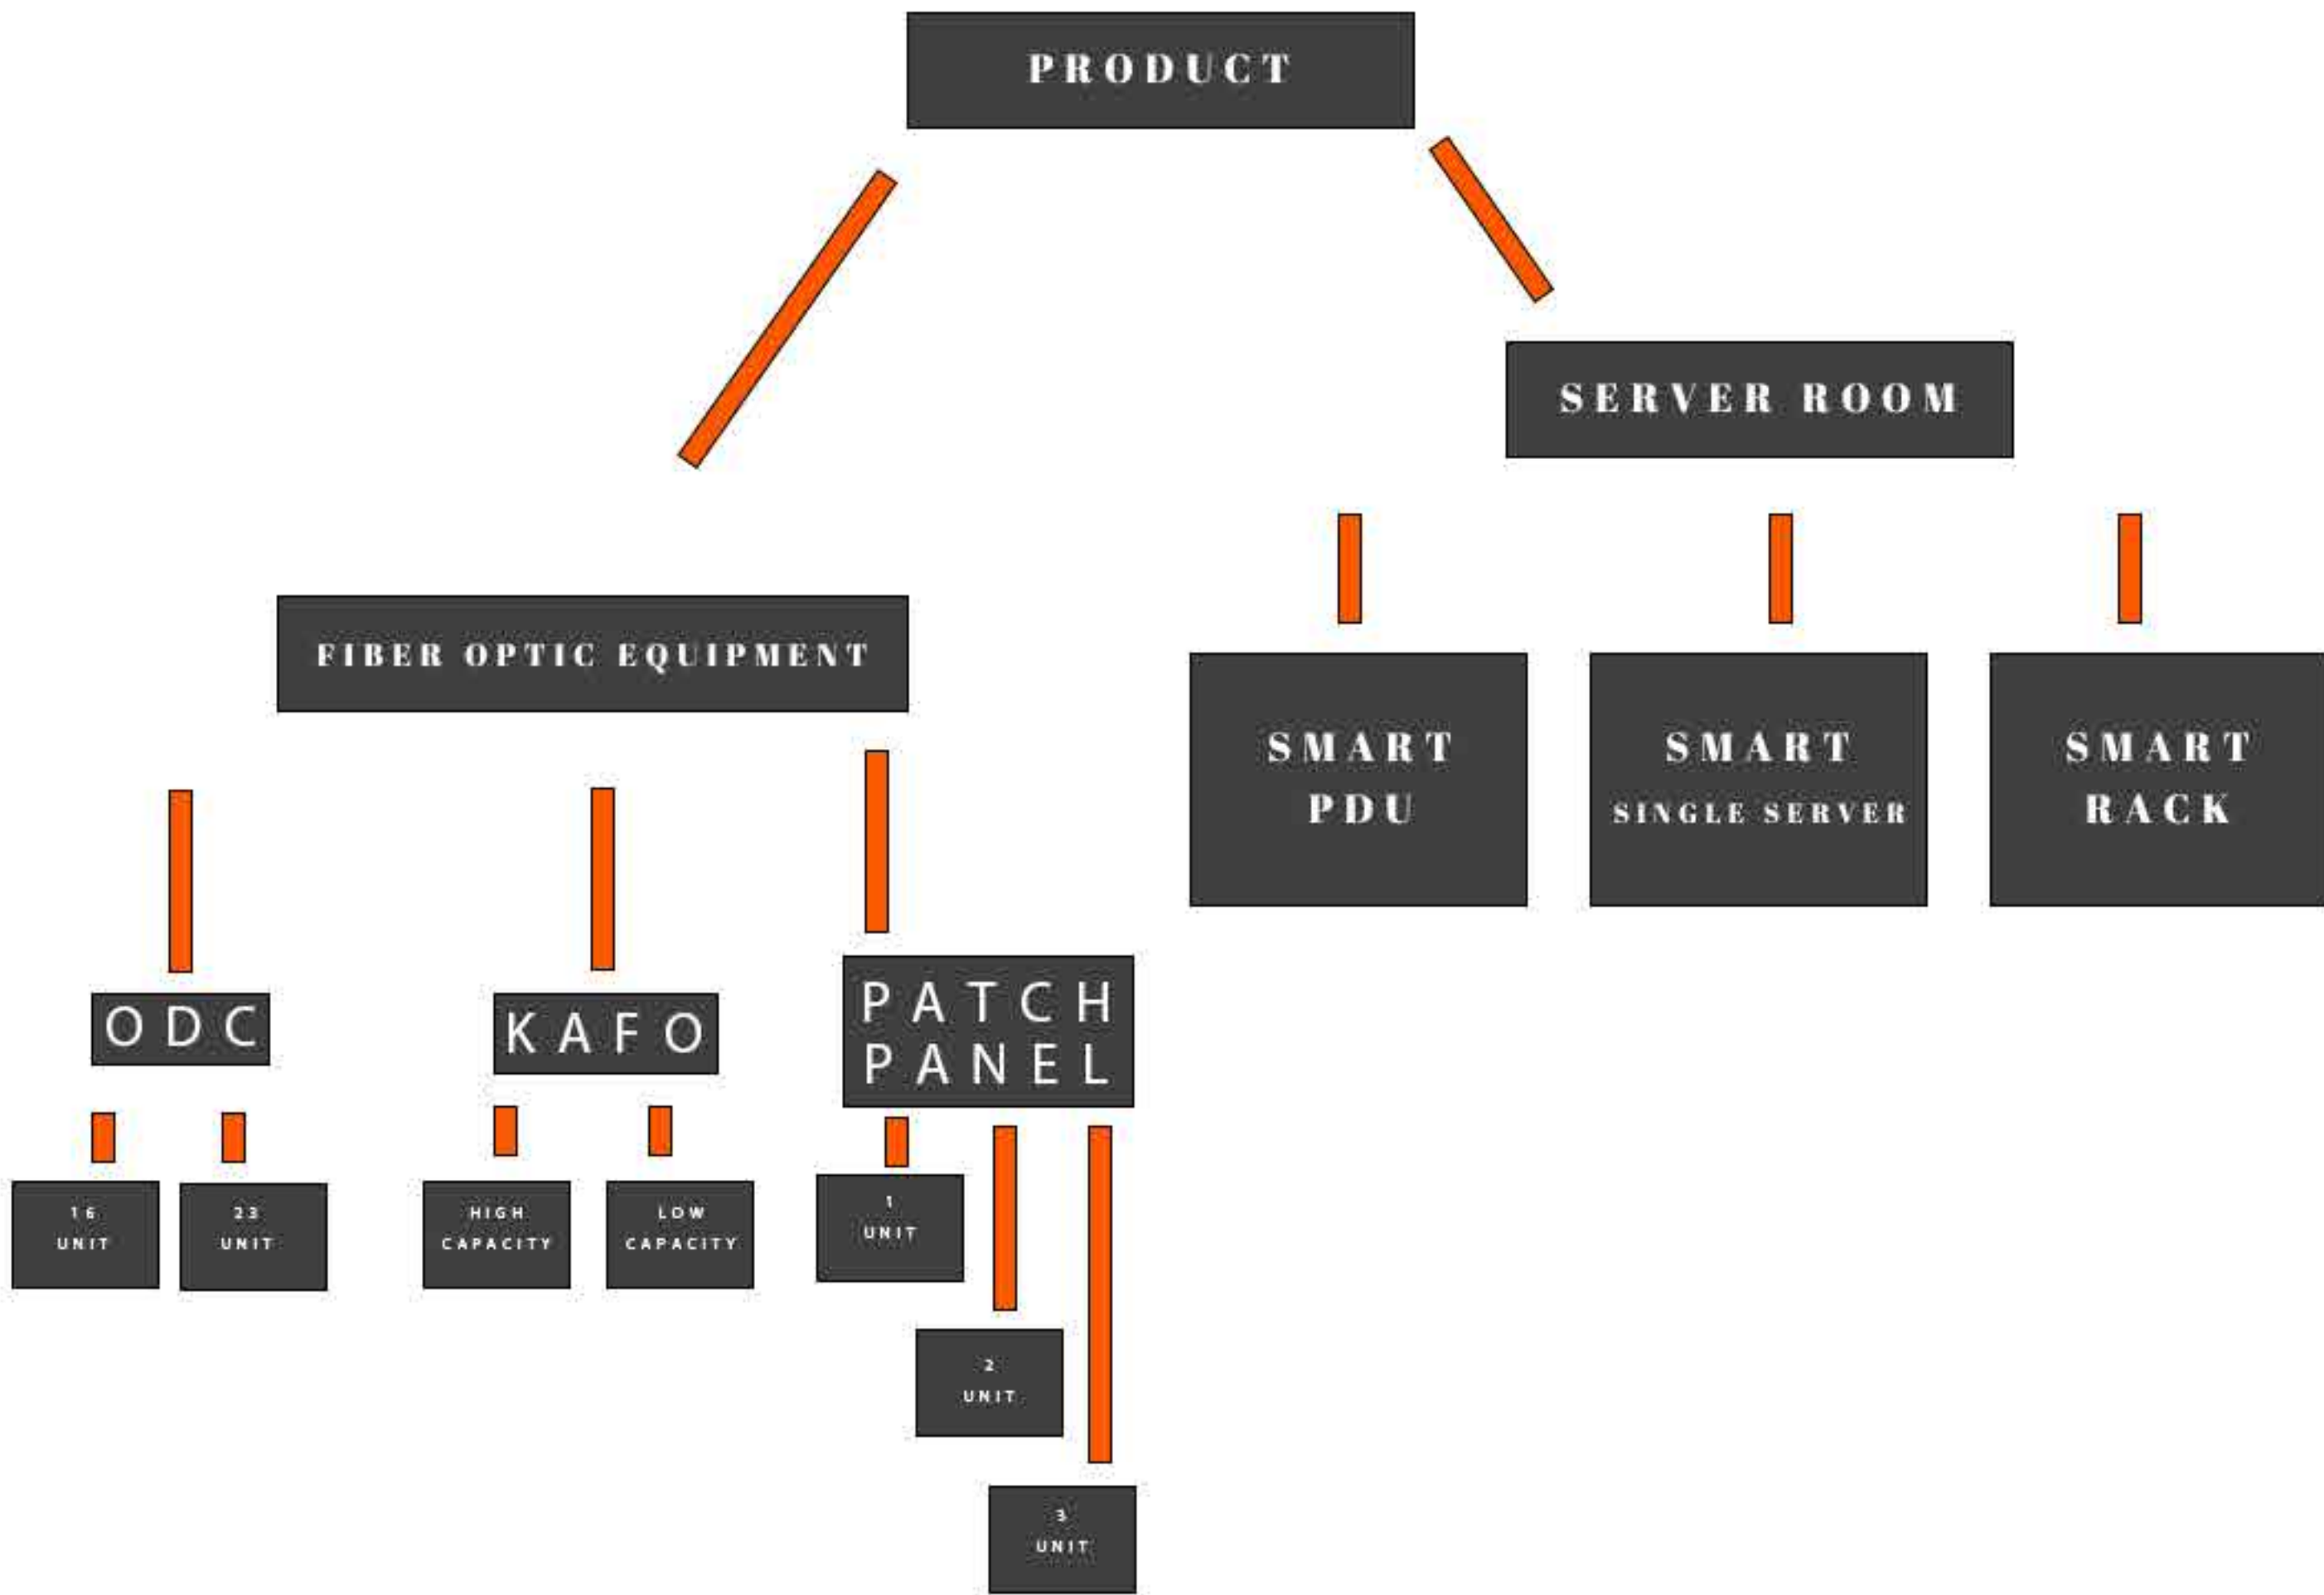 PRODUCT
SERVER ROOM
FIBER OPTIC EQUIPMENT
SMART
PDU
SMART
SINGLE SERVER
SMART
RACK
ODC
KAFO
PATCH
PANEL
16
UNIT
23
UNIT
HIGH
CAPACITY
LOW
CAPACITY
1
UNIT
2
UNIT
3
UNIT